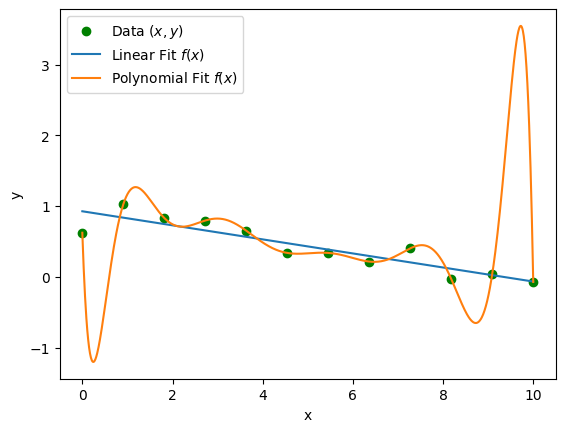 Data (x, y)
Linear Fit f(x)
Polynomial Fit f(x)
3
2
1
0
−1
y
0
2
4
6
8
10
x